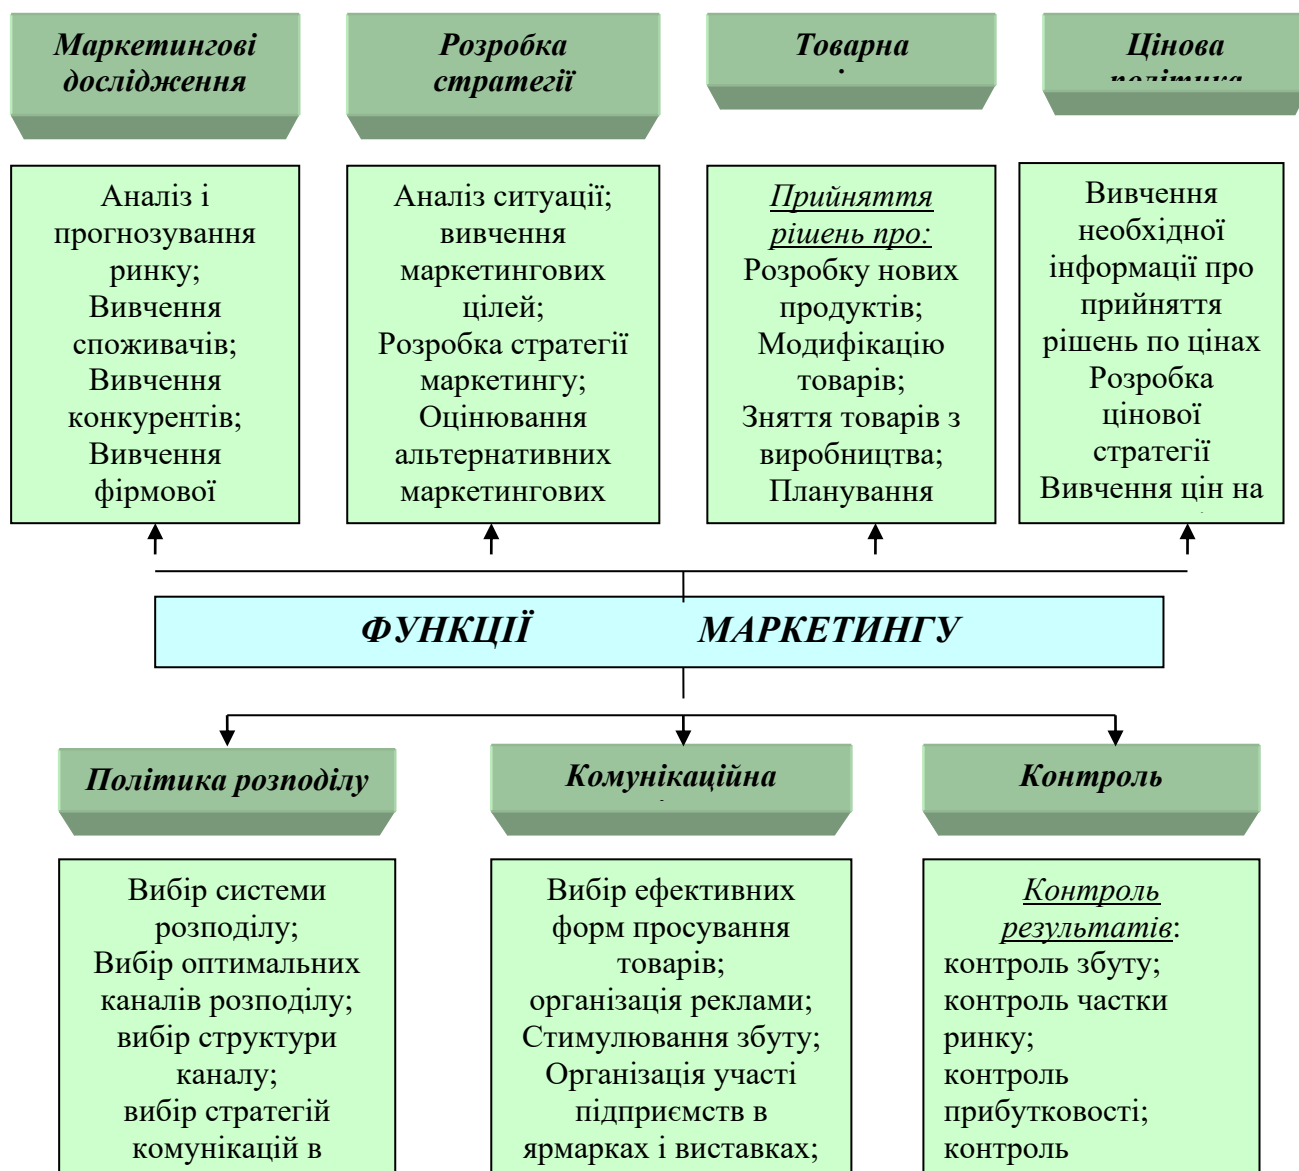 Маркетингові
дослідження
Розробка
стратегії
Товарна
Цінова
політика
Аналіз і
прогнозування
ринку;
Вивчення
споживачів;
Вивчення
конкурентів;
Вивчення
фірмової
Аналіз ситуації;
вивчення
маркетингових
цілей;
Розробка стратегії
маркетингу;
Оцінювання
альтернативних
маркетингових
Прийняття
рішень про:
Розробку нових
продуктів;
Модифікацію
товарів;
Зняття товарів з
виробництва;
Планування
Вивчення
необхідної
інформації про
прийняття
рішень по цінах
Розробка
цінової
стратегії
Вивчення цін на
ФУНКЦІЇ МАРКЕТИНГУ
Політика розподілу
Комунікаційна
Контроль
Вибір системи
розподілу;
Вибір оптимальних
каналів розподілу;
вибір структури
каналу;
вибір стратегій
комунікацій в
Вибір ефективних
форм просування
товарів;
організація реклами;
Стимулювання збуту;
Організація участі
підприємств в
ярмарках і виставках;
Контроль
результатів:
контроль збуту;
контроль частки
ринку;
контроль
прибутковості;
контроль